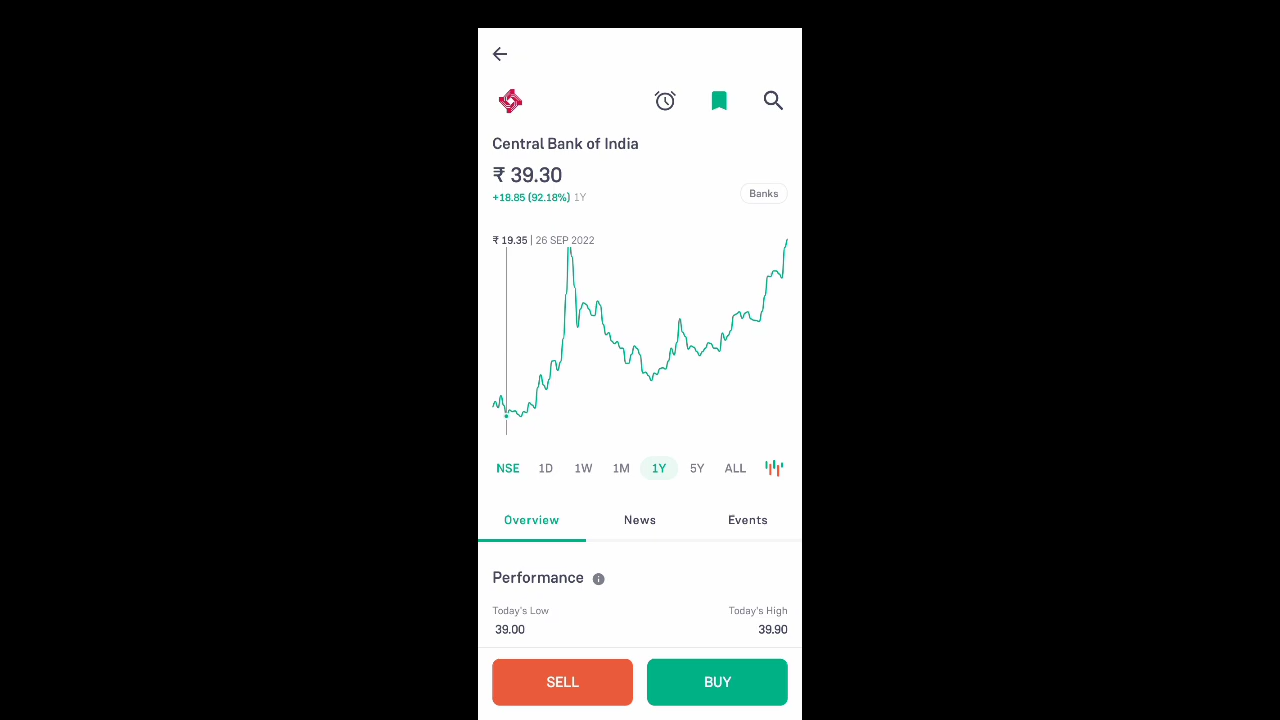 Central Bank of India
₹ 39.30
+18.85 (92.18%) 1Y
Banks
₹ 19.35 | 26 SEP 2022
NSE 1D 1W 1M 1Y 5Y ALL
Overview News Events
Performance
Today's Low Today's High
39.00 39.90
SELL BUY